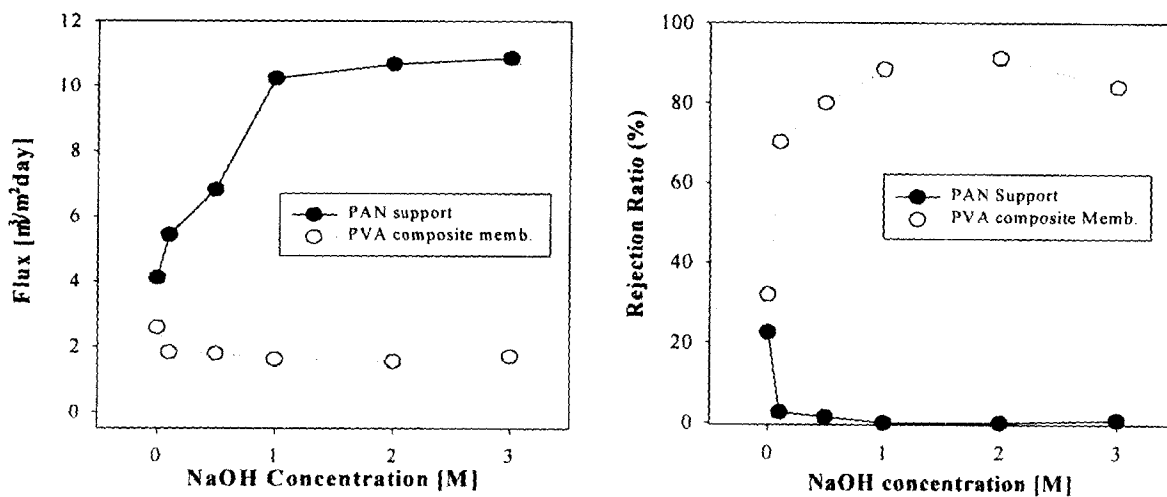 Flux [m³/m²day]
12
10
8
6
4
2
0
PAN support
PVA composite memb.
0 1 2 3
NaOH Concentration [M]
Rejection Ratio (%)
100
80
60
40
20
0
PAN Support
PVA composite Memb.
0 1 2 3
NaOH concentration [M]